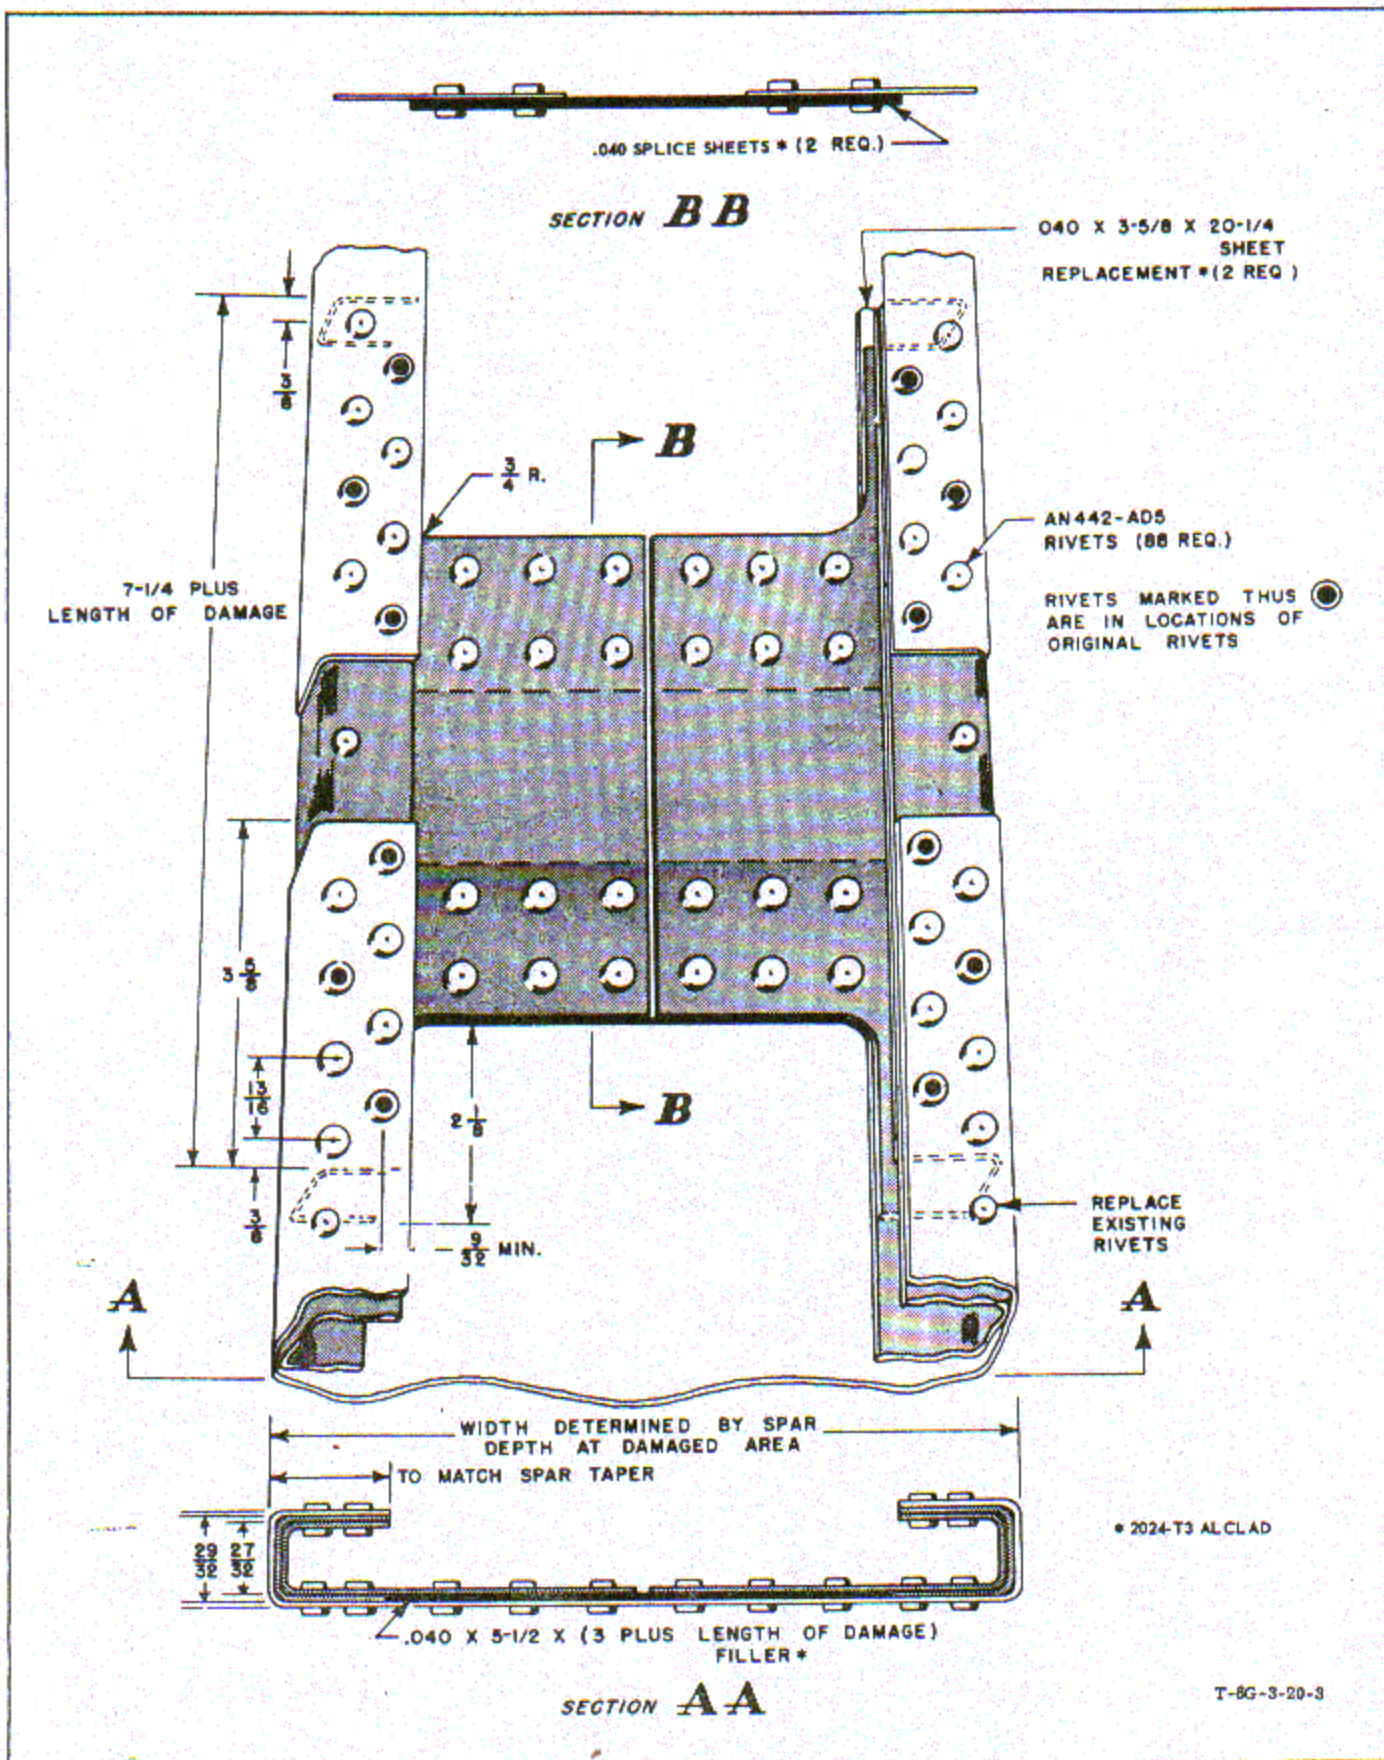 .040 SPLICE SHEETS * (2 REQ.)
SECTION B B
040 X 3-5/8 X 20-1/4
SHEET
REPLACEMENT * (2 REQ )
3/8
B
3/4 R.
AN442-AD5
RIVETS (88 REQ.)
7-1/4 PLUS
LENGTH OF DAMAGE
RIVETS MARKED THUS
ARE IN LOCATIONS OF
ORIGINAL RIVETS
3 5/8
13/16
B
2 1/8
3/8
9/32 MIN.
REPLACE
EXISTING
RIVETS
A
A
WIDTH DETERMINED BY SPAR
DEPTH AT DAMAGED AREA
TO MATCH SPAR TAPER
29/32
27/32
* 2024-T3 ALCLAD
.040 X 5-1/2 X (3 PLUS LENGTH OF DAMAGE)
FILLER *
SECTION A A
T-6G-3-20-3